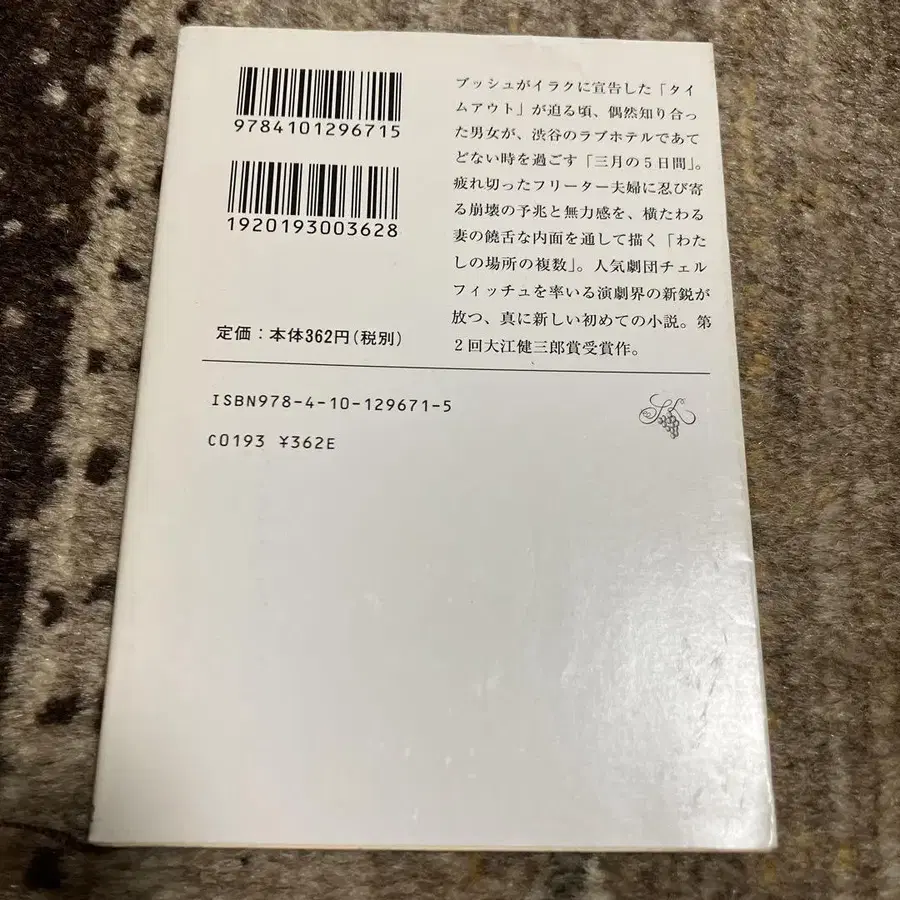 9784101296715
1920193003628
定価：本体362円（税別）
ISBN978-4-10-129671-5
C0193 ¥362E
ブッシュがイラクに宣告した「タイ
ムアウト」が迫る頃、偶然知り合っ
た男女が、渋谷のラブホテルであて
どない時を過ごす「三月の５日間」。
疲れ切ったフリーター夫婦に忍び寄
る崩壊の予兆と無力感を、横たわる
妻の饒舌な内面を通して描く「わた
しの場所の複数」。人気劇団チェル
フィッチュを率いる演劇界の新鋭が
放つ、真に新しい初めての小説。第
２回大江健三郎賞受賞作。